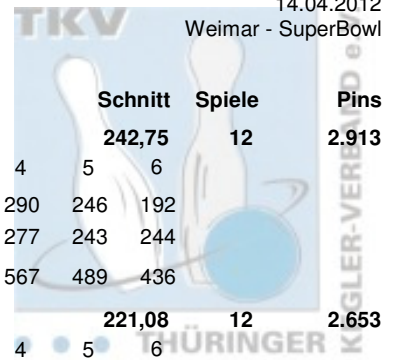 14.04.2012
TKV
Weimar - SuperBowl
Schnitt Spiele Pins
242,75 12 2.913
4 5 6
290 246 192
277 243 244
567 489 436
221,08 12 2.653
THÜRINGER KEGLER-VERBAND e.V
4 5 6